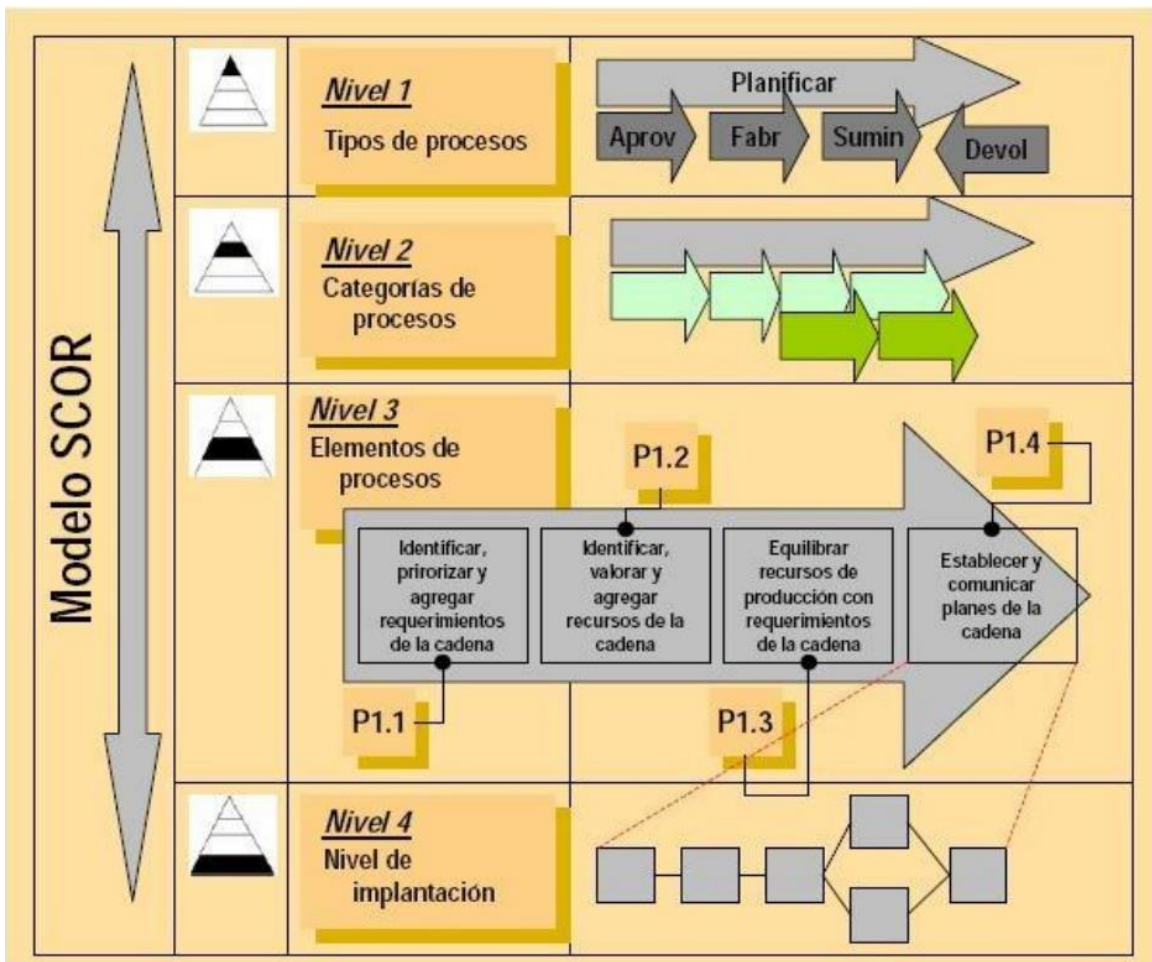 Modelo SCOR
Nivel 1
Tipos de procesos
Planificar
Aprov
Fabr
Sumin
Devol
Nivel 2
Categorías de
procesos
Nivel 3
Elementos de
procesos
P1.2
P1.4
Identificar,
prirorizar y
agregar
requerimientos
de la cadena
Identificar,
valorar y
agregar
recursos de la
cadena
Equilibrar
recursos de
producción con
requerimientos
de la cadena
Establecer y
comunicar
planes de la
cadena
P1.1
P1.3
Nivel 4
Nivel de
implantación